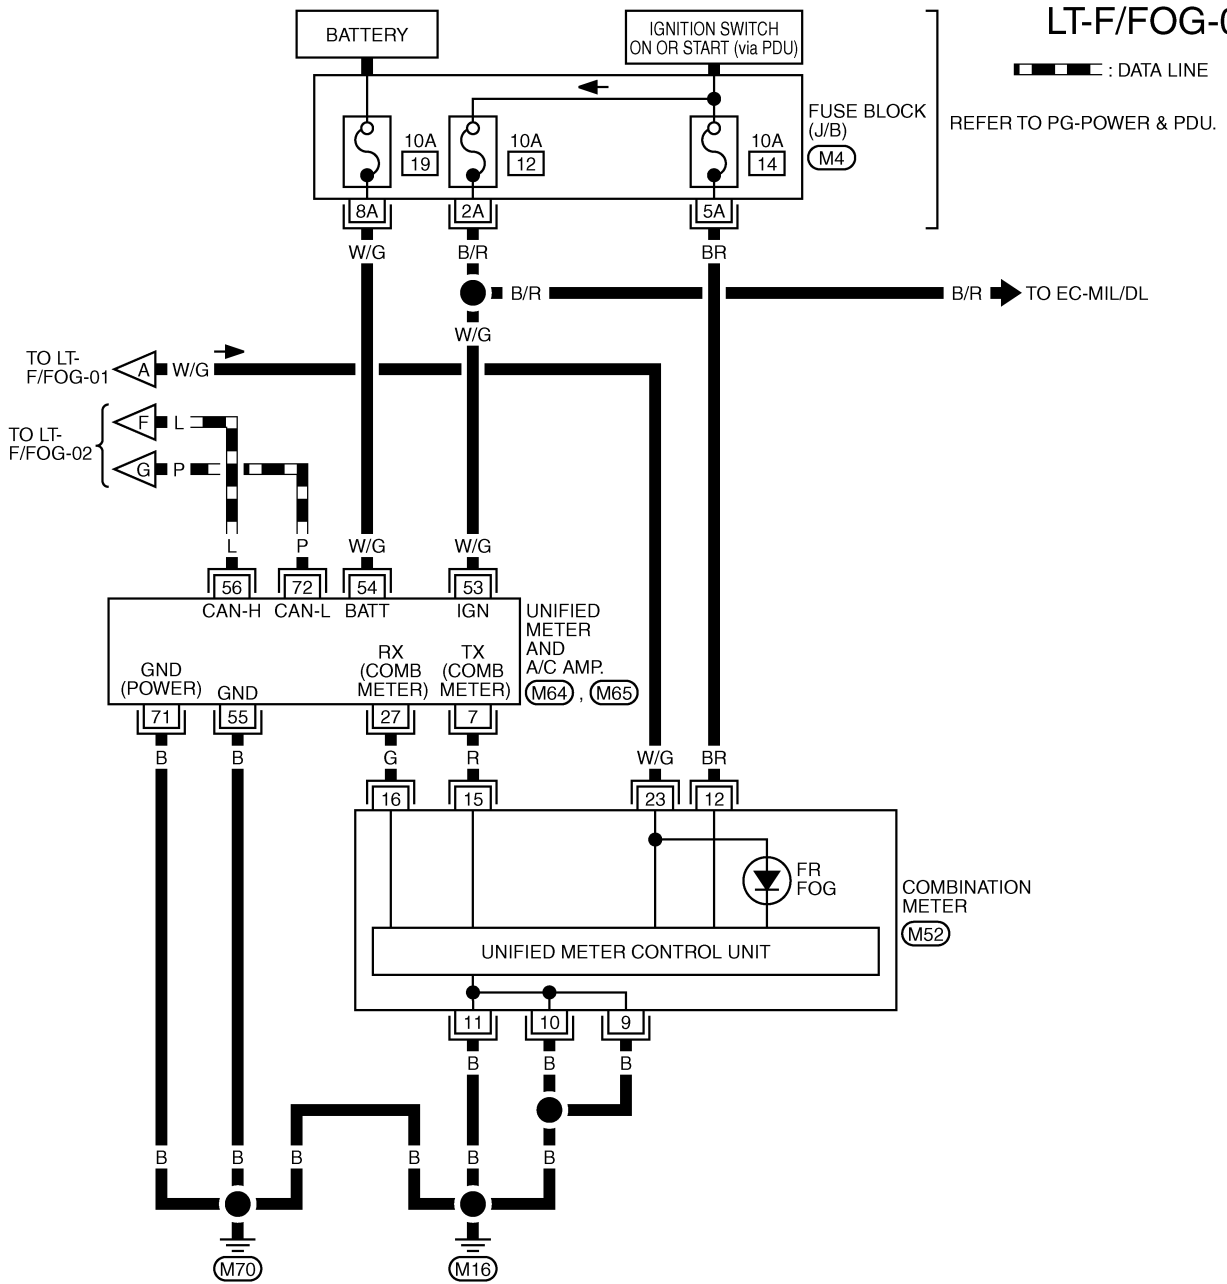 LT-F/FOG-0
BATTERY
IGNITION SWITCH
ON OR START (via PDU)
: DATA LINE
REFER TO PG-POWER & PDU.
FUSE BLOCK
(J/B)
M4
10A
19
10A
12
10A
14
8A
2A
5A
W/G
B/R
BR
B/R
B/R
TO EC-MIL/DL
W/G
TO LT-
F/FOG-01
A
W/G
TO LT-
F/FOG-02
F
L
G
P
L
P
W/G
W/G
56
72
54
53
CAN-H
CAN-L
BATT
IGN
UNIFIED
METER
AND
A/C AMP.
M64 , M65
GND
(POWER)
GND
RX
(COMB
METER)
TX
(COMB
METER)
71
55
27
7
B
B
G
R
W/G
BR
16
15
23
12
FR
FOG
COMBINATION
METER
M52
UNIFIED METER CONTROL UNIT
11
10
9
B
B
B
B
B
B
B
B
B
M70
M16